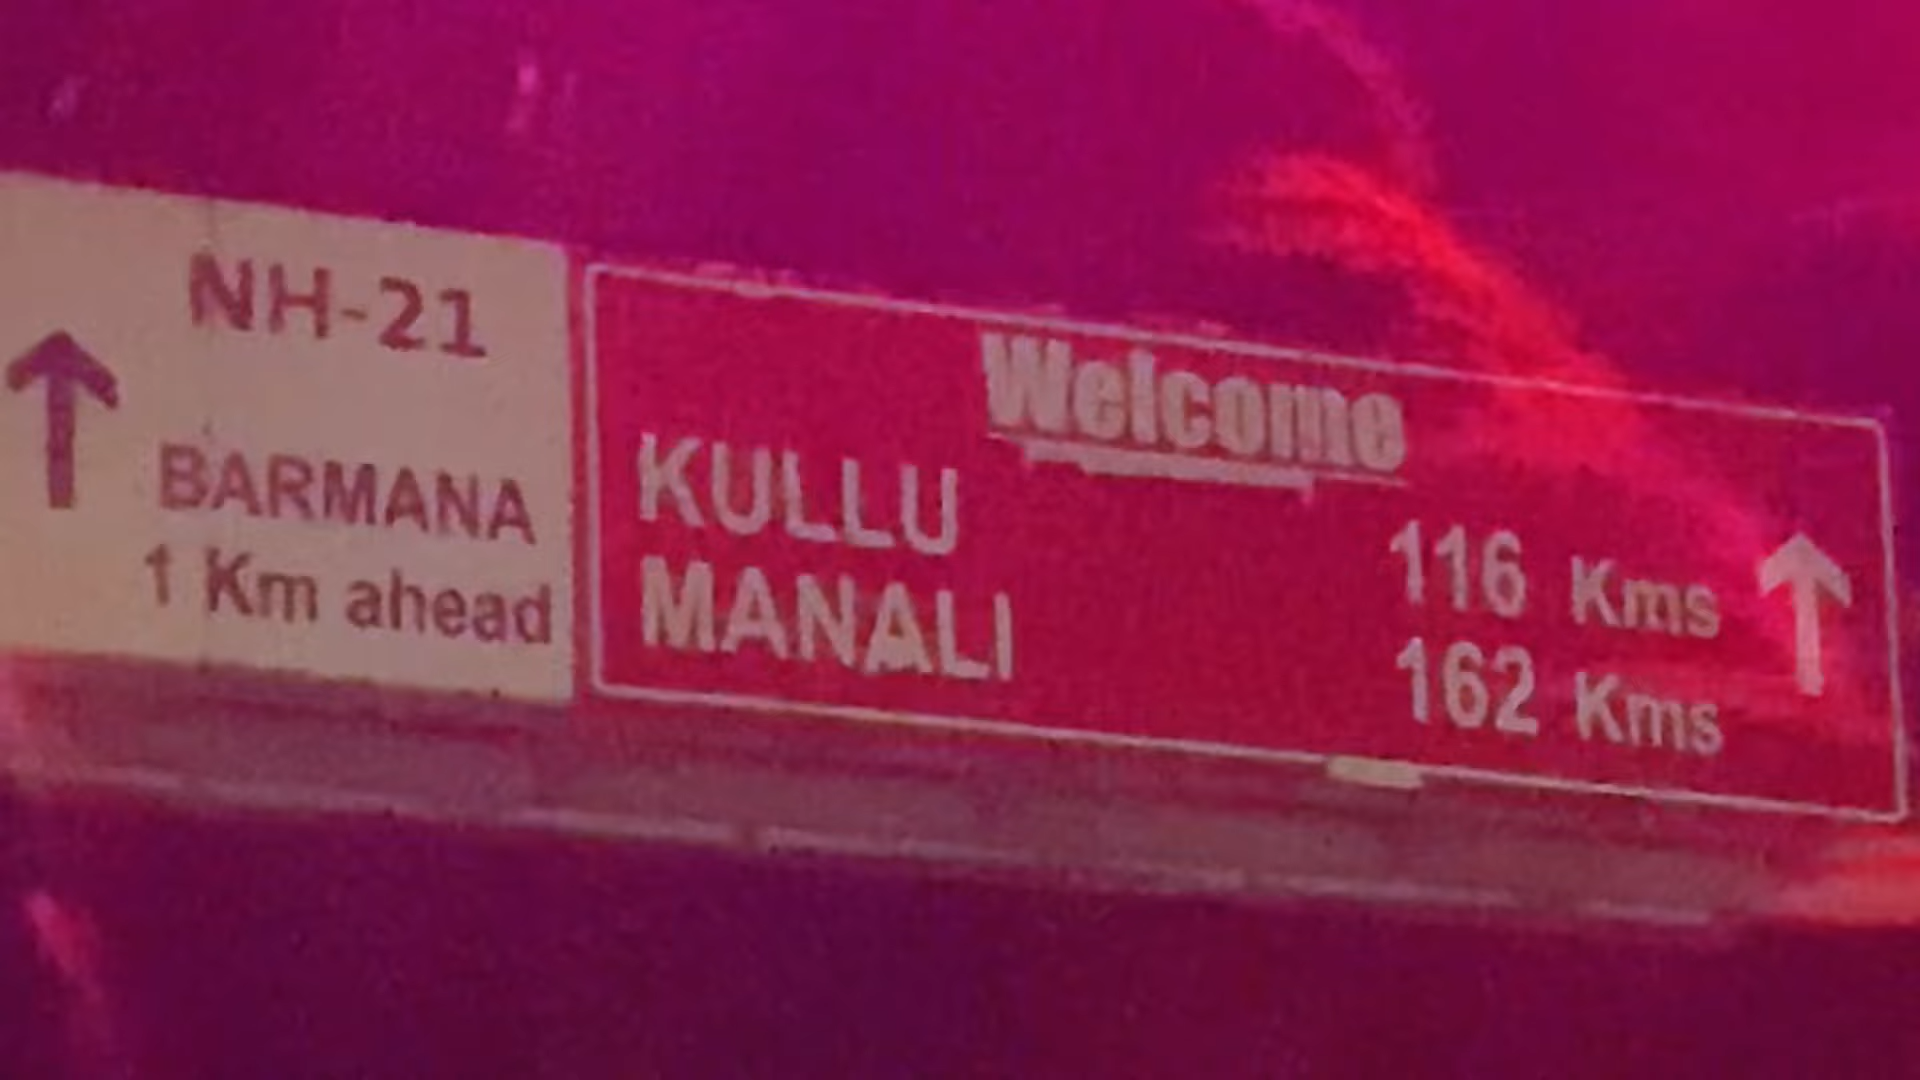 NH-21
BARMANA
1 Km ahead
Welcome
KULLU 116 Kms
MANALI 162 Kms